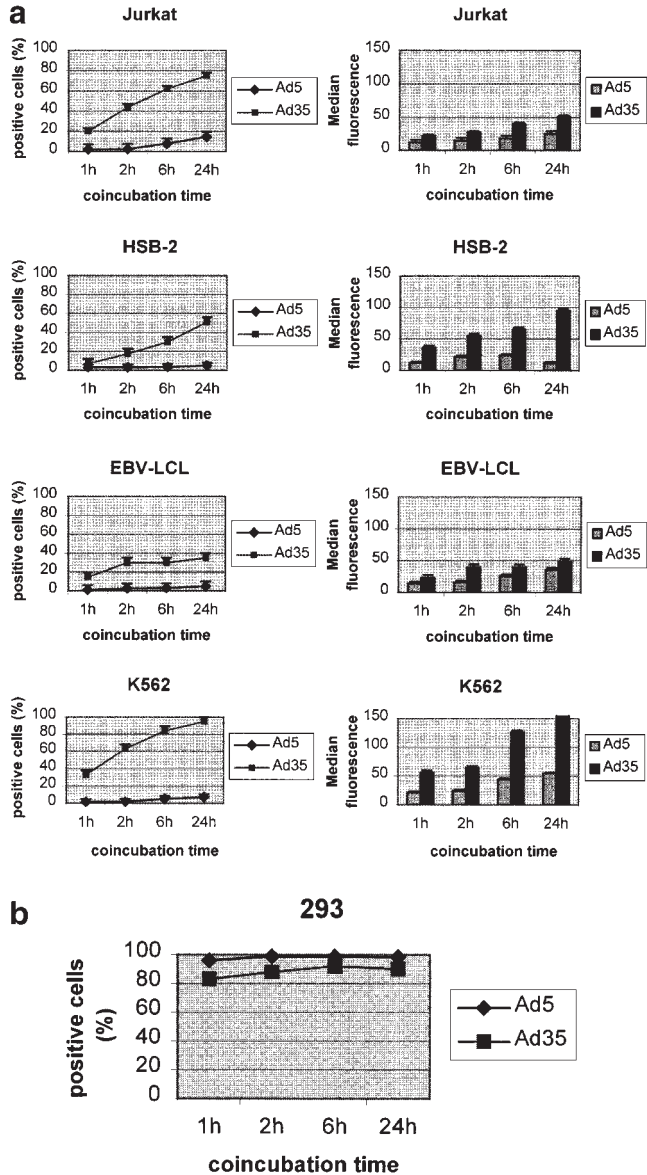 a
Jurkat
positive cells (%)
100
80
60
40
20
0
1h 2h 6h 24h
coincubation time
Ad5
Ad35
Jurkat
Median
fluorescence
150
100
50
0
1h 2h 6h 24h
coincubation time
Ad5
Ad35
HSB-2
positive cells (%)
100
80
60
40
20
0
1h 2h 6h 24h
coincubation time
Ad5
Ad35
HSB-2
Median
fluorescence
150
100
50
0
1h 2h 6h 24h
coincubation time
Ad5
Ad35
EBV-LCL
positive cells (%)
100
80
60
40
20
0
1h 2h 6h 24h
coincubation time
Ad5
Ad35
EBV-LCL
Median
fluorescence
150
100
50
0
1h 2h 6h 24h
coincubation time
Ad5
Ad35
K562
positive cells (%)
100
80
60
40
20
0
1h 2h 6h 24h
coincubation time
Ad5
Ad35
K562
Median
fluorescence
150
100
50
0
1h 2h 6h 24h
coincubation time
Ad5
Ad35
b
293
positive cells
(%)
100
80
60
40
20
0
1h 2h 6h 24h
coincubation time
Ad5
Ad35